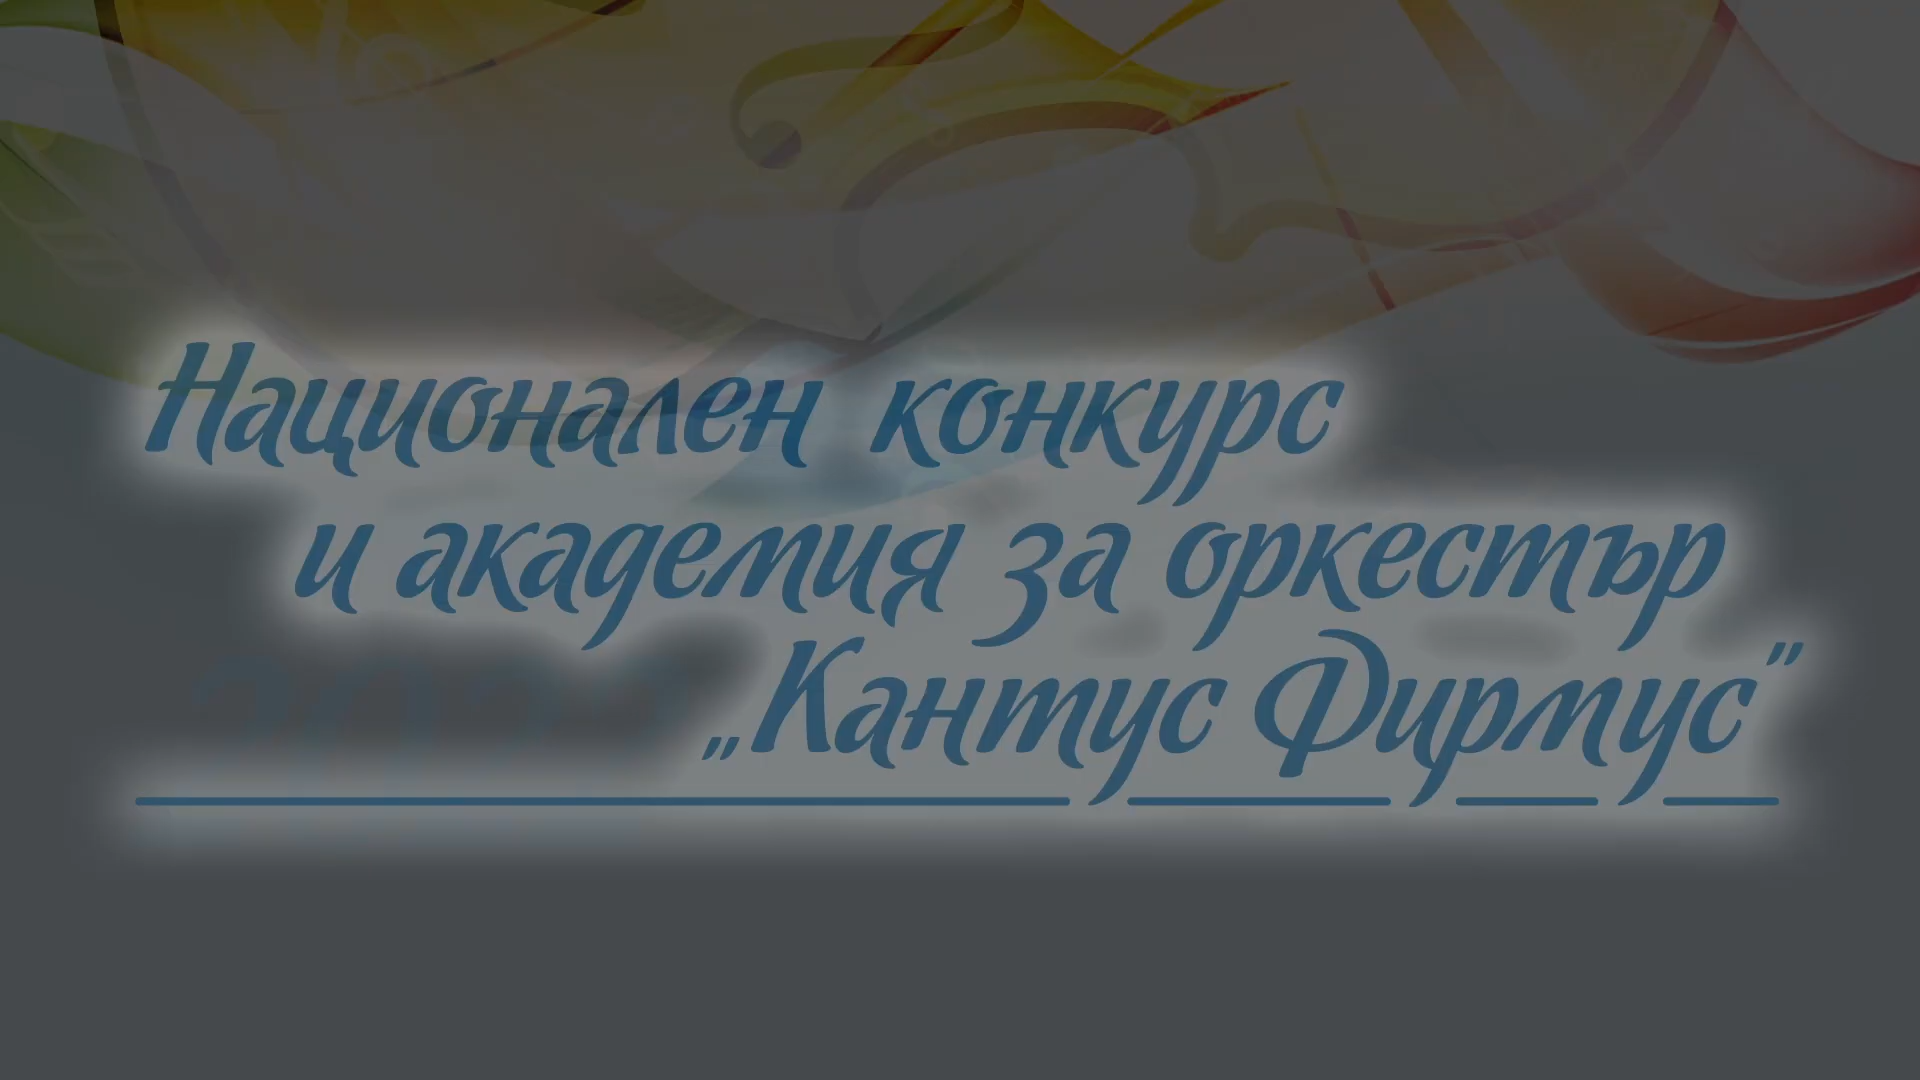 Национален конкурс
и академия за оркестър
„Кантус Фирмус”